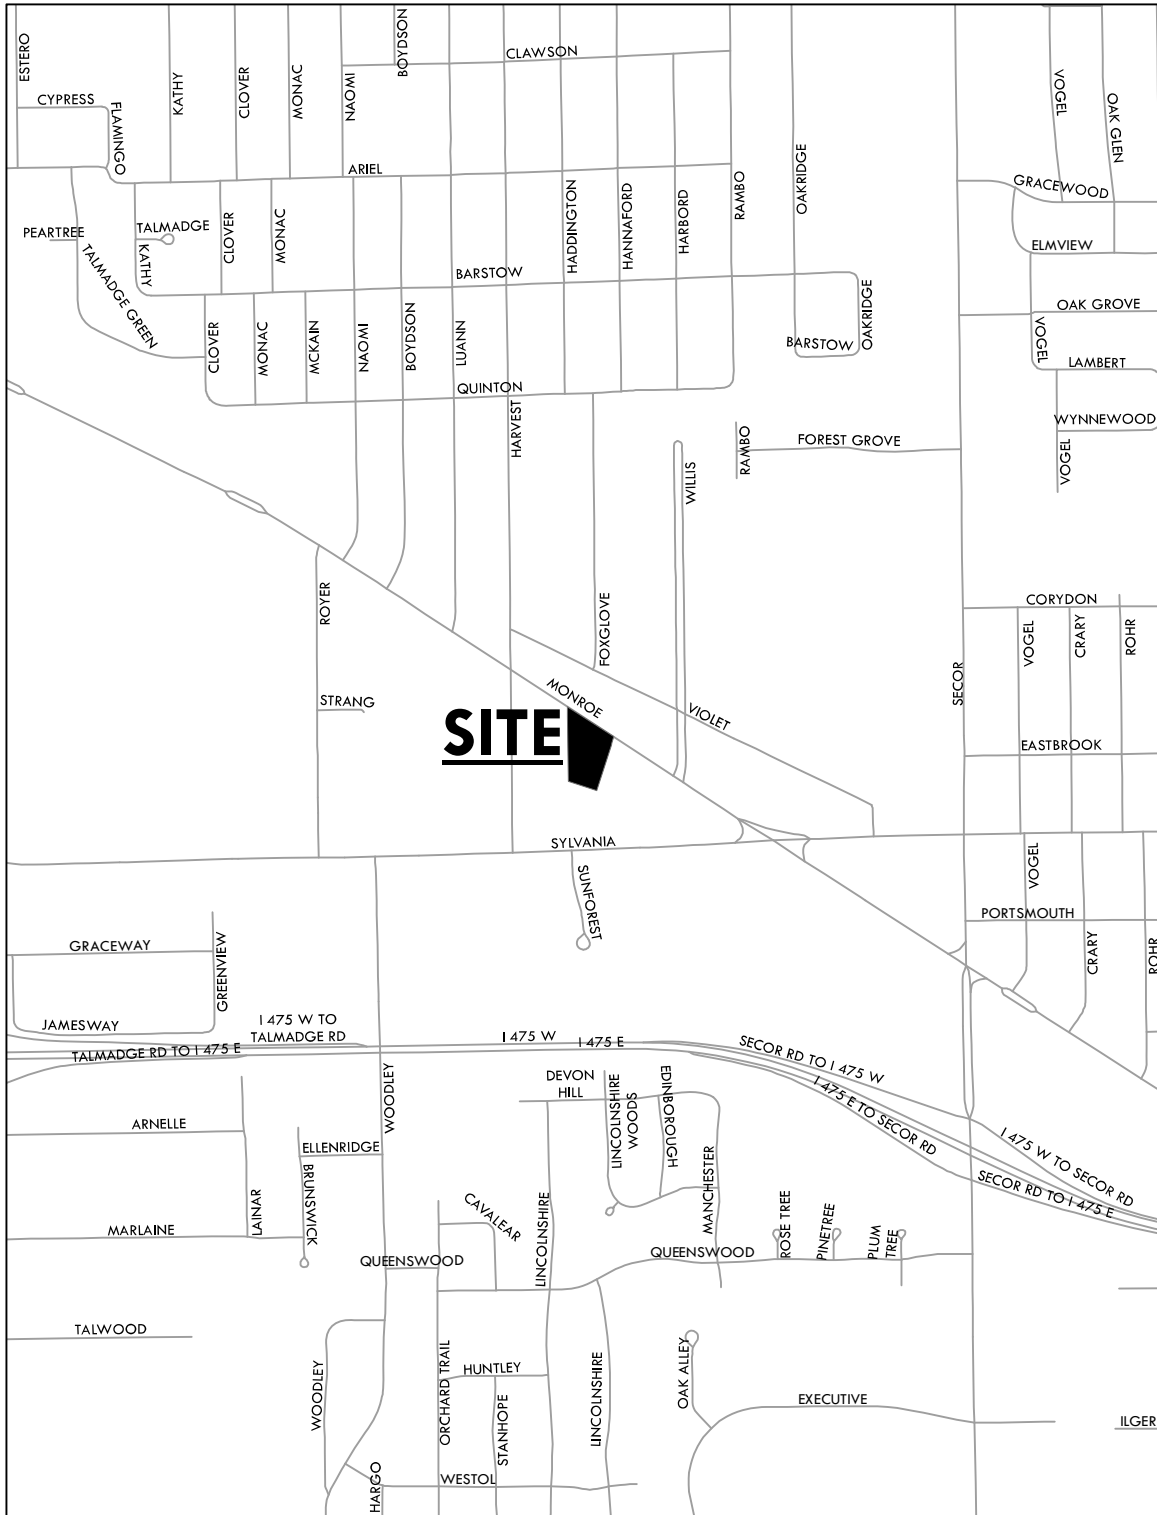 ESTERO
BOYDSON
CLAWSON
CYPRESS
FLAMINGO
KATHY
CLOVER
MONAC
NAOMI
VOGEL
OAK GLEN
ARIEL
GRACEWOOD
PEARTREE
TALMADGE
KATHY
CLOVER
MONAC
HADDINGTON
HANNAFORD
HARBORD
RAMBO
OAKRIDGE
ELMVIEW
TALMADGE GREEN
BARSTOW
OAKRIDGE
OAK GROVE
CLOVER
MONAC
MCKAIN
NAOMI
BOYDSON
LUANN
BARSTOW
VOGEL
LAMBERT
QUINTON
HARVEST
WYNNEWOOD
RAMBO
FOREST GROVE
VOGEL
WILLIS
ROYER
FOXGLOVE
CORYDON
VOGEL
CRARY
ROHR
SECOR
STRANG
MONROE
VIOLET
SITE
EASTBROOK
SYLVANIA
VOGEL
SUNFOREST
PORTSMOUTH
GRACEWAY
GREENVIEW
CRARY
ROHR
JAMESWAY
I 475 W TO
TALMADGE RD
TALMADGE RD TO I 475 E
I 475 W
I 475 E
SECOR RD TO I 475 W
WOODLEY
DEVON
HILL
LINCOLNSHIRE
WOODS
EDINBOROUGH
I 475 E TO SECOR RD
ARNELLE
ELLENRIDGE
BRUNSWICK
MANCHESTER
I 475 W TO SECOR RD
SECOR RD TO I 475 E
LAINAR
MARLAINE
CAVALEAR
LINCOLNSHIRE
ROSE TREE
PINETREE
PLUM
TREE
QUEENSWOOD
QUEENSWOOD
TALWOOD
WOODLEY
ORCHARD TRAIL
HUNTLEY
STANHOPE
LINCOLNSHIRE
OAK ALLEY
EXECUTIVE
ILGER
HARGO
WESTOL